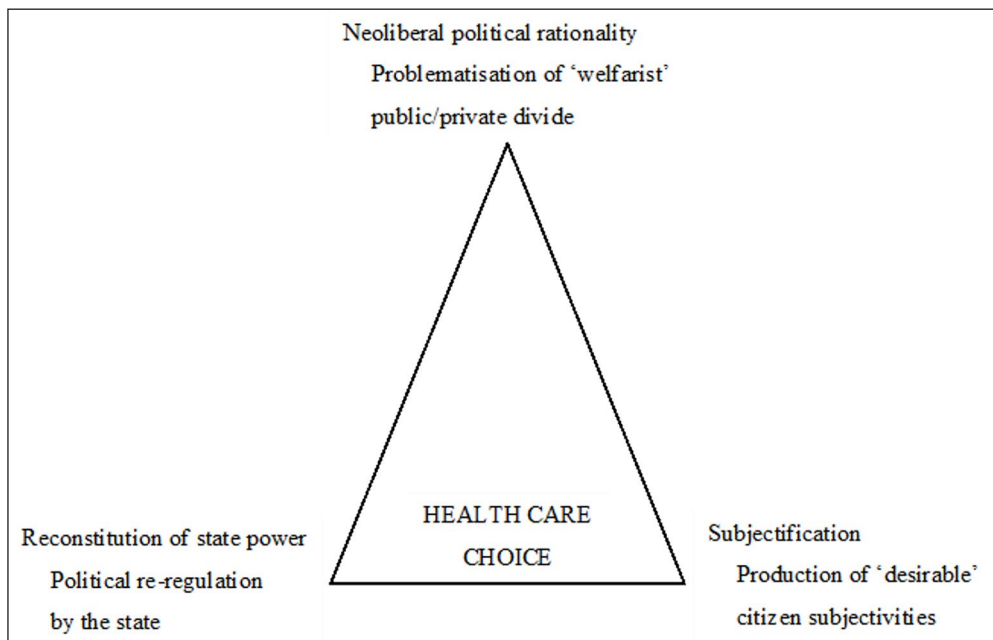 Neoliberal political rationality
Problematisation of ‘welfarist’
public/private divide
HEALTH CARE
CHOICE
Reconstitution of state power
Political re-regulation
by the state
Subjectification
Production of ‘desirable’
citizen subjectivities